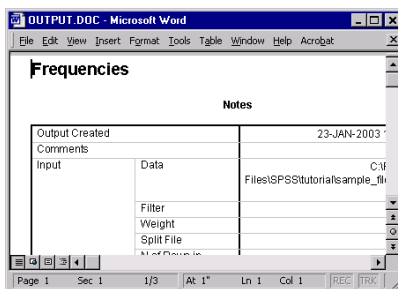 OUTPUT.DOC - Microsoft Word
File Edit View Insert Format Tools Table Window Help Acrobat
Frequencies
Notes
Output Created 23-JAN-2003
Comments
Input Data C:\
Files\SPSS\tutorial\sample_fil
Filter
Weight
Split File
Page 1 Sec 1 1/3 At 1" Ln 1 Col 1 REC TRK